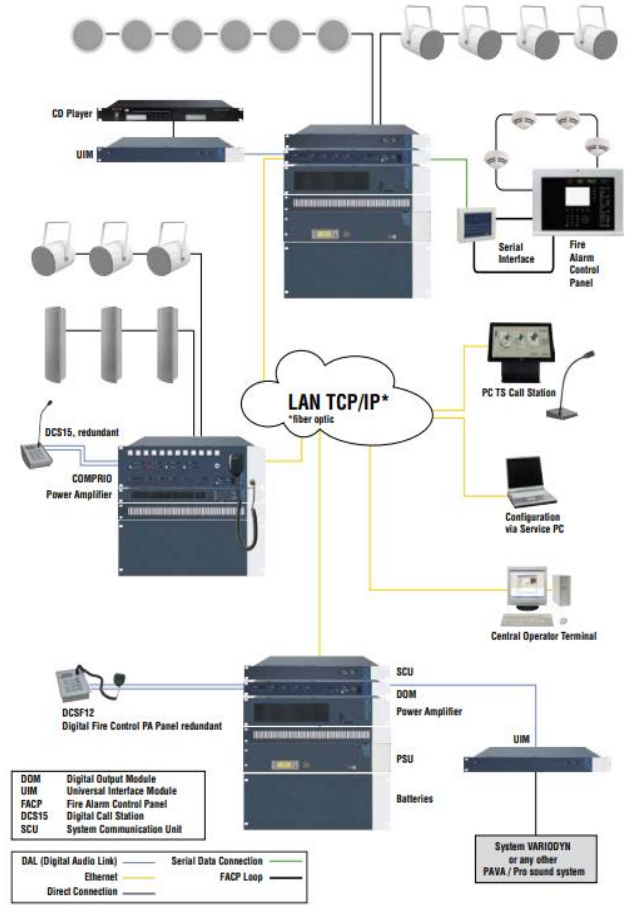 CD Player
UIM
Serial
Interface
Fire
Alarm
Control
Panel
LAN TCP/IP*
*fiber optic
PC TS Call Station
DCS15, redundant
COMPRIO
Power Amplifier
Configuration
via Service PC
Central Operator Terminal
SCU
DOM
Power Amplifier
DCSF12
Digital Fire Control PA Panel redundant
UIM
PSU
Batteries
DOM Digital Output Module
UIM Universal Interface Module
FACP Fire Alarm Control Panel
DCS15 Digital Call Station
SCU System Communication Unit
System VARIODYN
or any other
PAVA / Pro sound system
DAL (Digital Audio Link) Serial Data Connection
Ethernet FACP Loop
Direct Connection